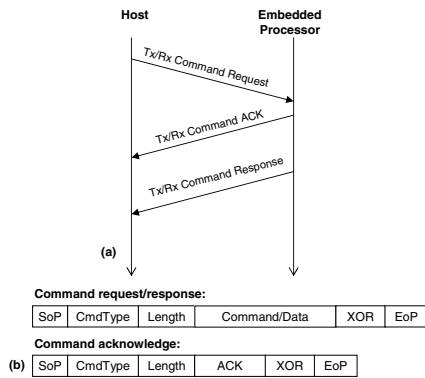 Host
Embedded
Processor
Tx/Rx Command Request
Tx/Rx Command ACK
Tx/Rx Command Response
(a)
Command request/response:
SoP CmdType Length Command/Data XOR EoP
Command acknowledge:
(b) SoP CmdType Length ACK XOR EoP